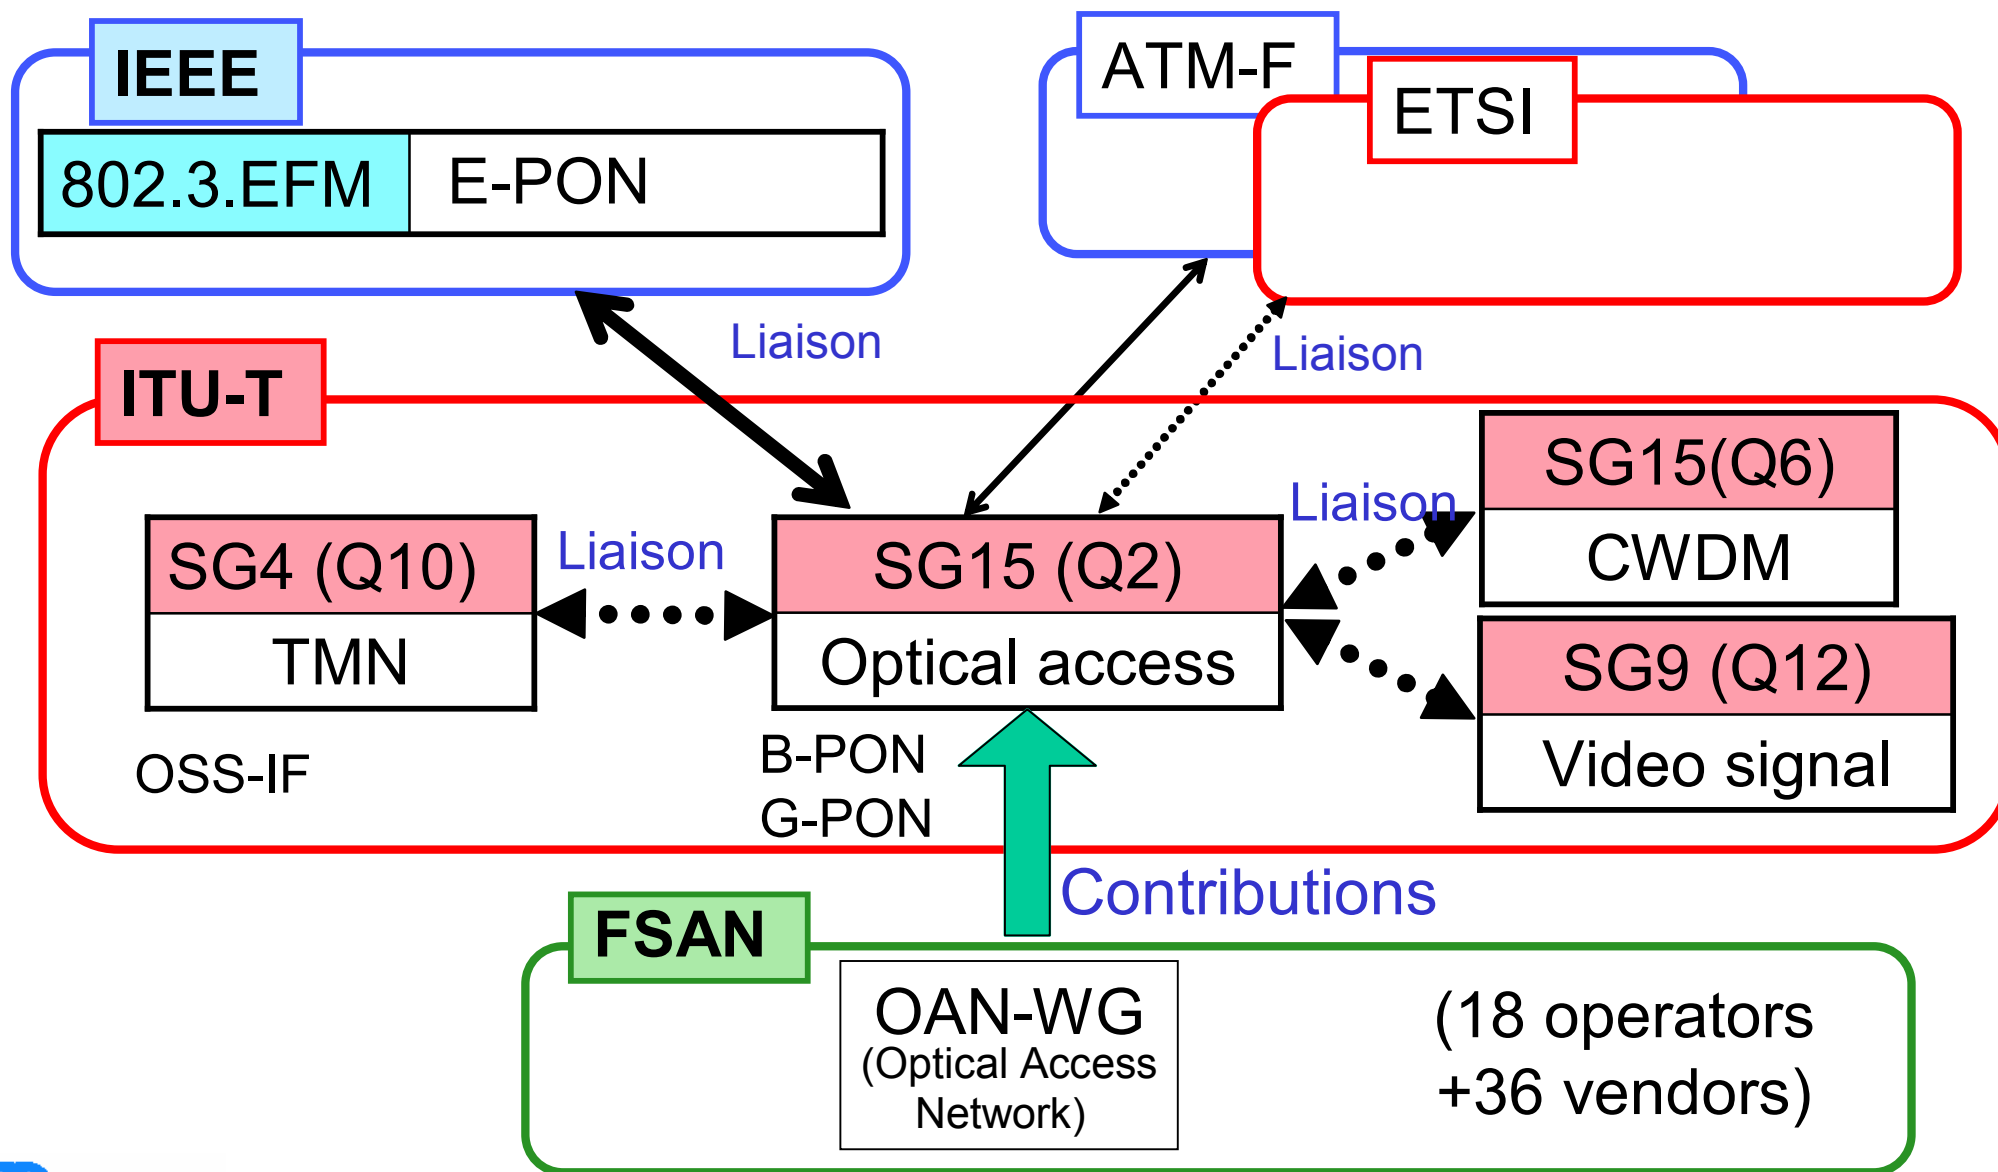 IEEE
802.3.EFM
E-PON
ATM-F
ETSI
Liaison
Liaison
ITU-T
SG4 (Q10)
TMN
OSS-IF
Liaison
SG15 (Q2)
Optical access
B-PON
G-PON
Liaison
SG15(Q6)
CWDM
SG9 (Q12)
Video signal
Contributions
FSAN
OAN-WG
(Optical Access
Network)
(18 operators
+36 vendors)